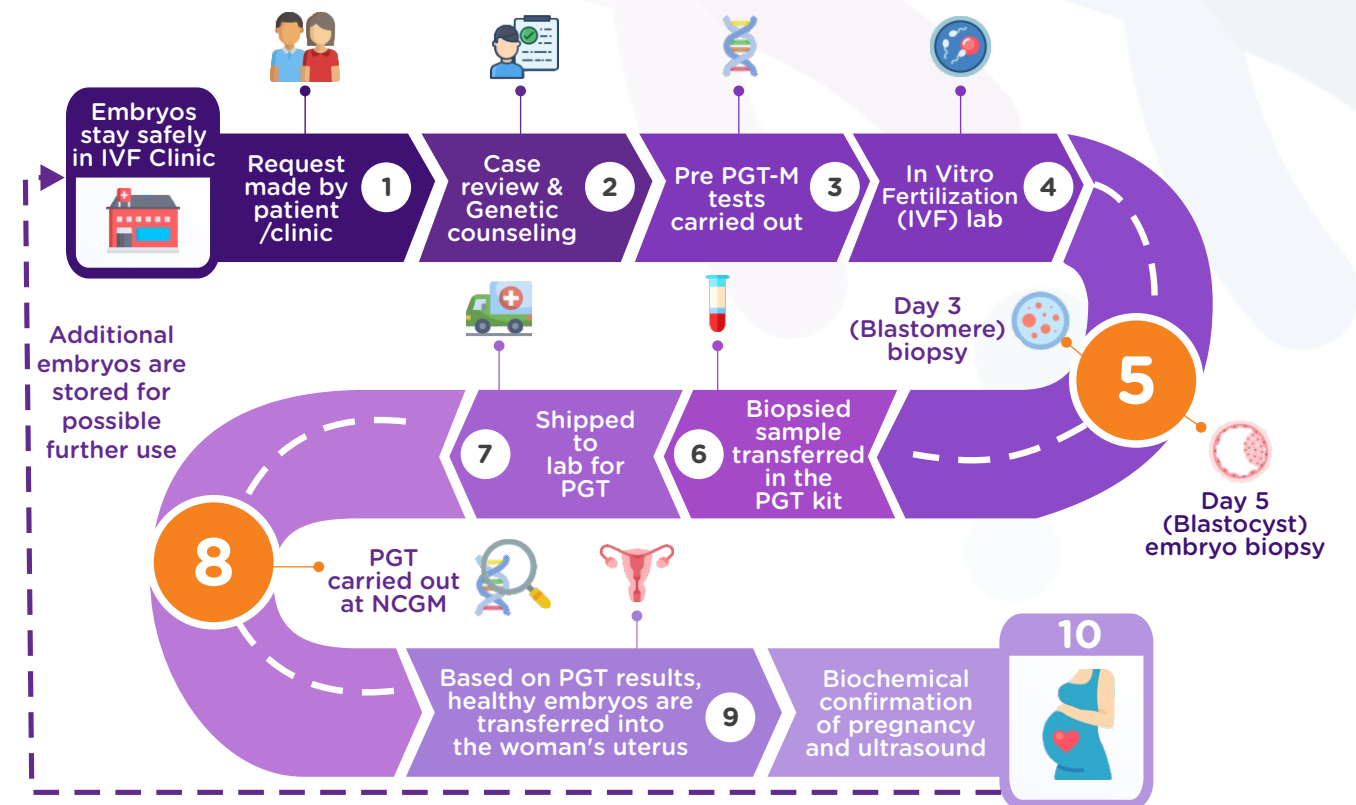 Embryos
stay safely
in IVF Clinic
Request
made by
patient
/clinic
1
Case
review &
Genetic
counseling
2
Pre PGT-M
tests
carried out
3
In Vitro
Fertilization
(IVF) lab
4
Day 3
(Blastomere)
biopsy
5
Day 5
(Blastocyst)
embryo biopsy
Biopsied
sample
transferred
in the
PGT kit
6
Shipped
to
lab for
PGT
7
Additional
embryos are
stored for
possible
further use
8
PGT
carried out
at NCGM
Based on PGT results,
healthy embryos are
transferred into
the woman's uterus
9
Biochemical
confirmation
of pregnancy
and ultrasound
10